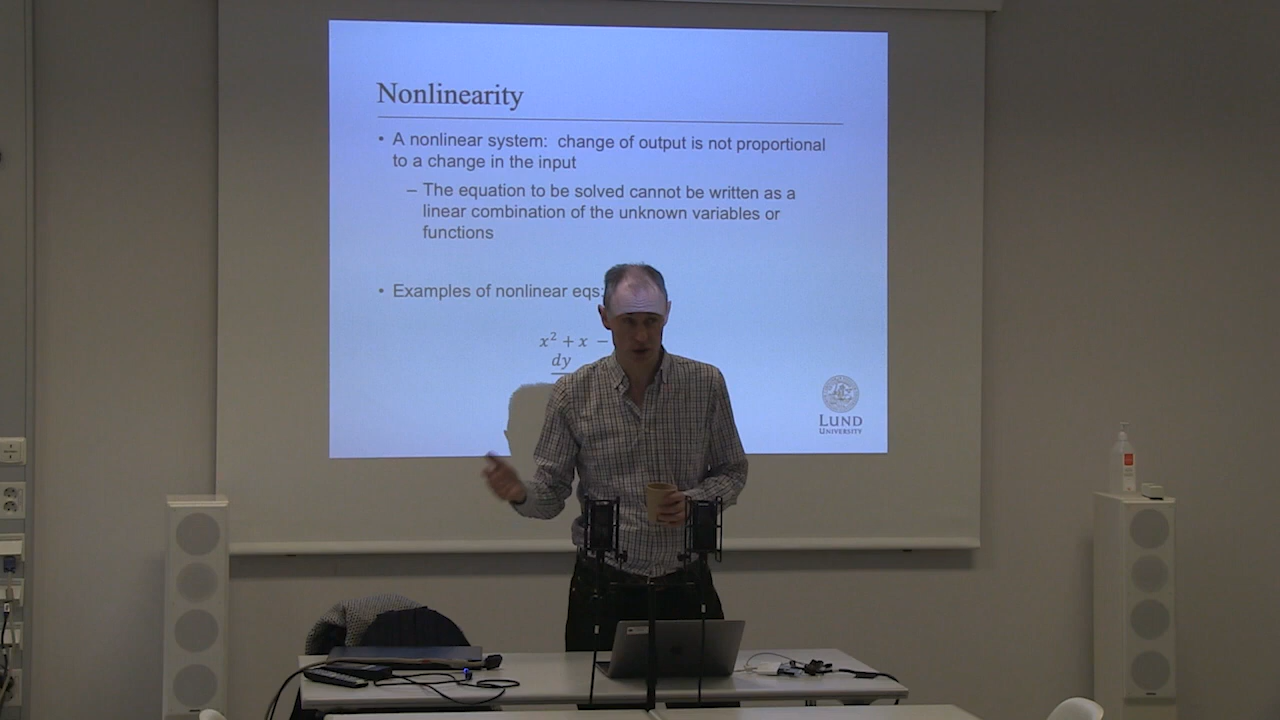 Nonlinearity
• A nonlinear system: change of output is not proportional
to a change in the input
– The equation to be solved cannot be written as a
linear combination of the unknown variables or
functions
• Examples of nonlinear eqs:
x² + x −
dy
LUND
UNIVERSITY